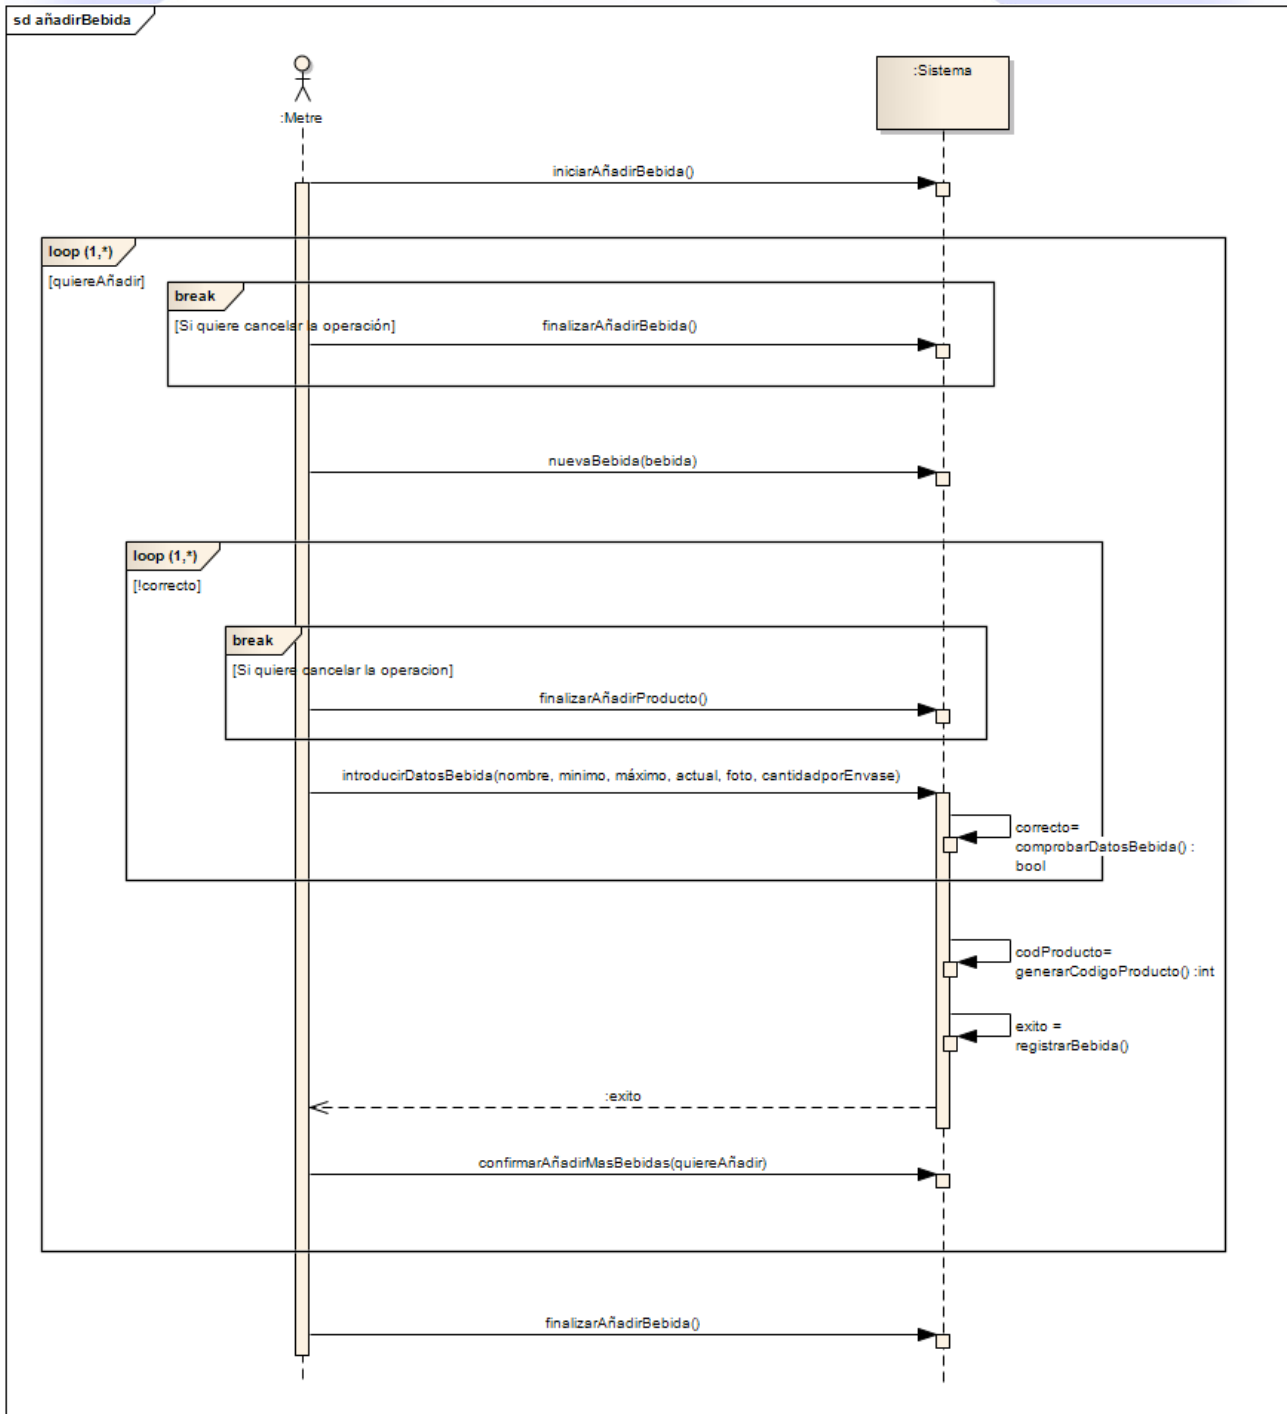 sd añadirBebida
:Metre
:Sistema
iniciarAñadirBebida()
loop (1,*)
[quiereAñadir]
break
[Si quiere cancelar la operación]
finalizarAñadirBebida()
nuevaBebida(bebida)
loop (1,*)
[!correcto]
break
[Si quiere cancelar la operacion]
finalizarAñadirProducto()
introducirDatosBebida(nombre, minimo, máximo, actual, foto, cantidadporEnvase)
correcto=
comprobarDatosBebida() :
bool
codProducto=
generarCodigoProducto() :int
exito =
registrarBebida()
:exito
confirmarAñadirMasBebidas(quiereAñadir)
finalizarAñadirBebida()